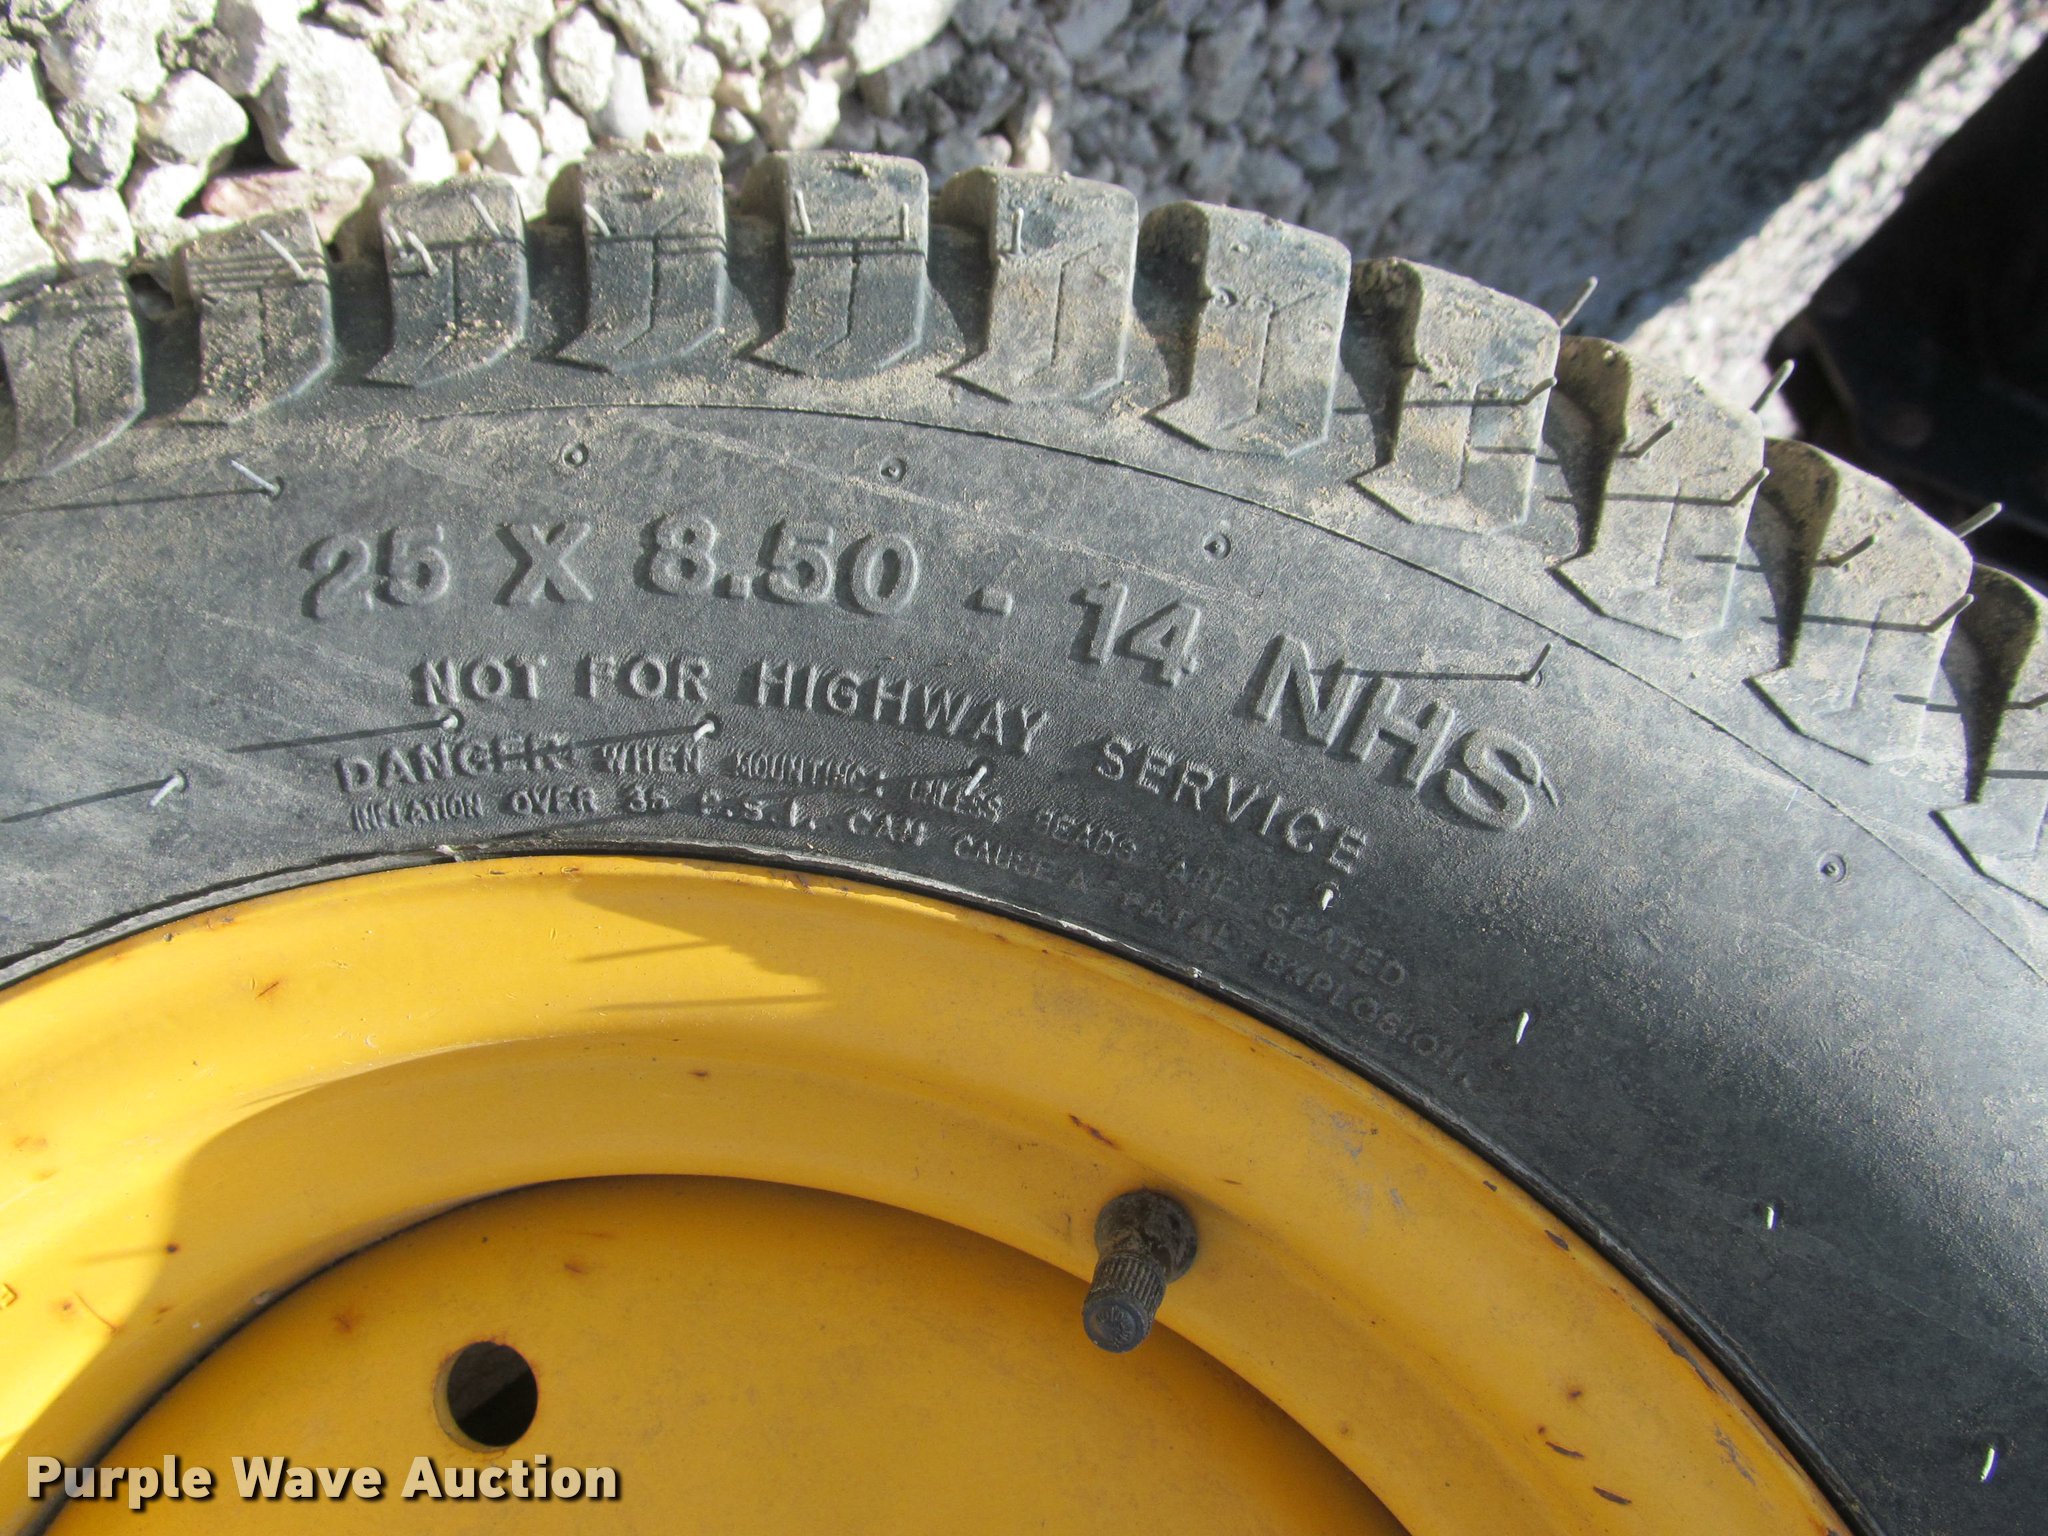 25 X 8.50 - 14 NHS
NOT FOR HIGHWAY SERVICE
DANGER WHEN MOUNTING: UNLESS BEADS ARE SEATED
INFLATION OVER 35 P.S.I. CAN CAUSE A FATAL EXPLOSION
Purple Wave Auction